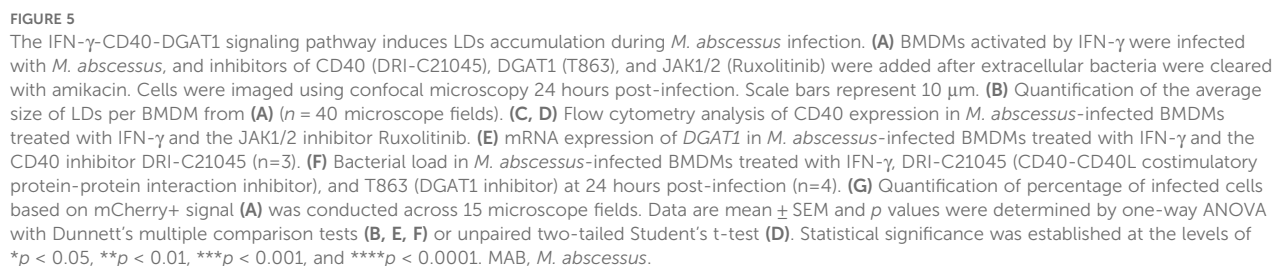 FIGURE 5
The IFN-γ-CD40-DGAT1 signaling pathway induces LDs accumulation during M. abscessus infection. (A) BMDMs activated by IFN-γ were infected
with M. abscessus, and inhibitors of CD40 (DRI-C21045), DGAT1 (T863), and JAK1/2 (Ruxolitinib) were added after extracellular bacteria were cleared
with amikacin. Cells were imaged using confocal microscopy 24 hours post-infection. Scale bars represent 10 μm. (B) Quantification of the average
size of LDs per BMDM from (A) (n = 40 microscope fields). (C, D) Flow cytometry analysis of CD40 expression in M. abscessus-infected BMDMs
treated with IFN-γ and the JAK1/2 inhibitor Ruxolitinib. (E) mRNA expression of DGAT1 in M. abscessus-infected BMDMs treated with IFN-γ and the
CD40 inhibitor DRI-C21045 (n=3). (F) Bacterial load in M. abscessus-infected BMDMs treated with IFN-γ, DRI-C21045 (CD40-CD40L costimulatory
protein-protein interaction inhibitor), and T863 (DGAT1 inhibitor) at 24 hours post-infection (n=4). (G) Quantification of percentage of infected cells
based on mCherry+ signal (A) was conducted across 15 microscope fields. Data are mean ± SEM and p values were determined by one-way ANOVA
with Dunnett's multiple comparison tests (B, E, F) or unpaired two-tailed Student's t-test (D). Statistical significance was established at the levels of
*p < 0.05, **p < 0.01, ***p < 0.001, and ****p < 0.0001. MAB, M. abscessus.